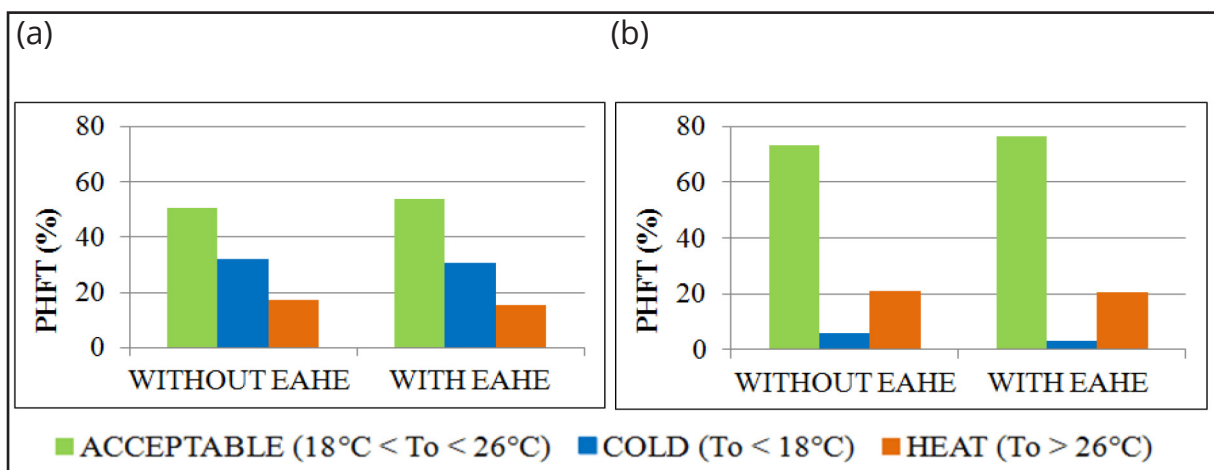 (a)
80
60
40
20
0
PHFT (%)
WITHOUT EAHE WITH EAHE
(b)
80
60
40
20
0
PHFT (%)
WITHOUT EAHE WITH EAHE
ACCEPTABLE (18°C < To < 26°C) COLD (To < 18°C) HEAT (To > 26°C)